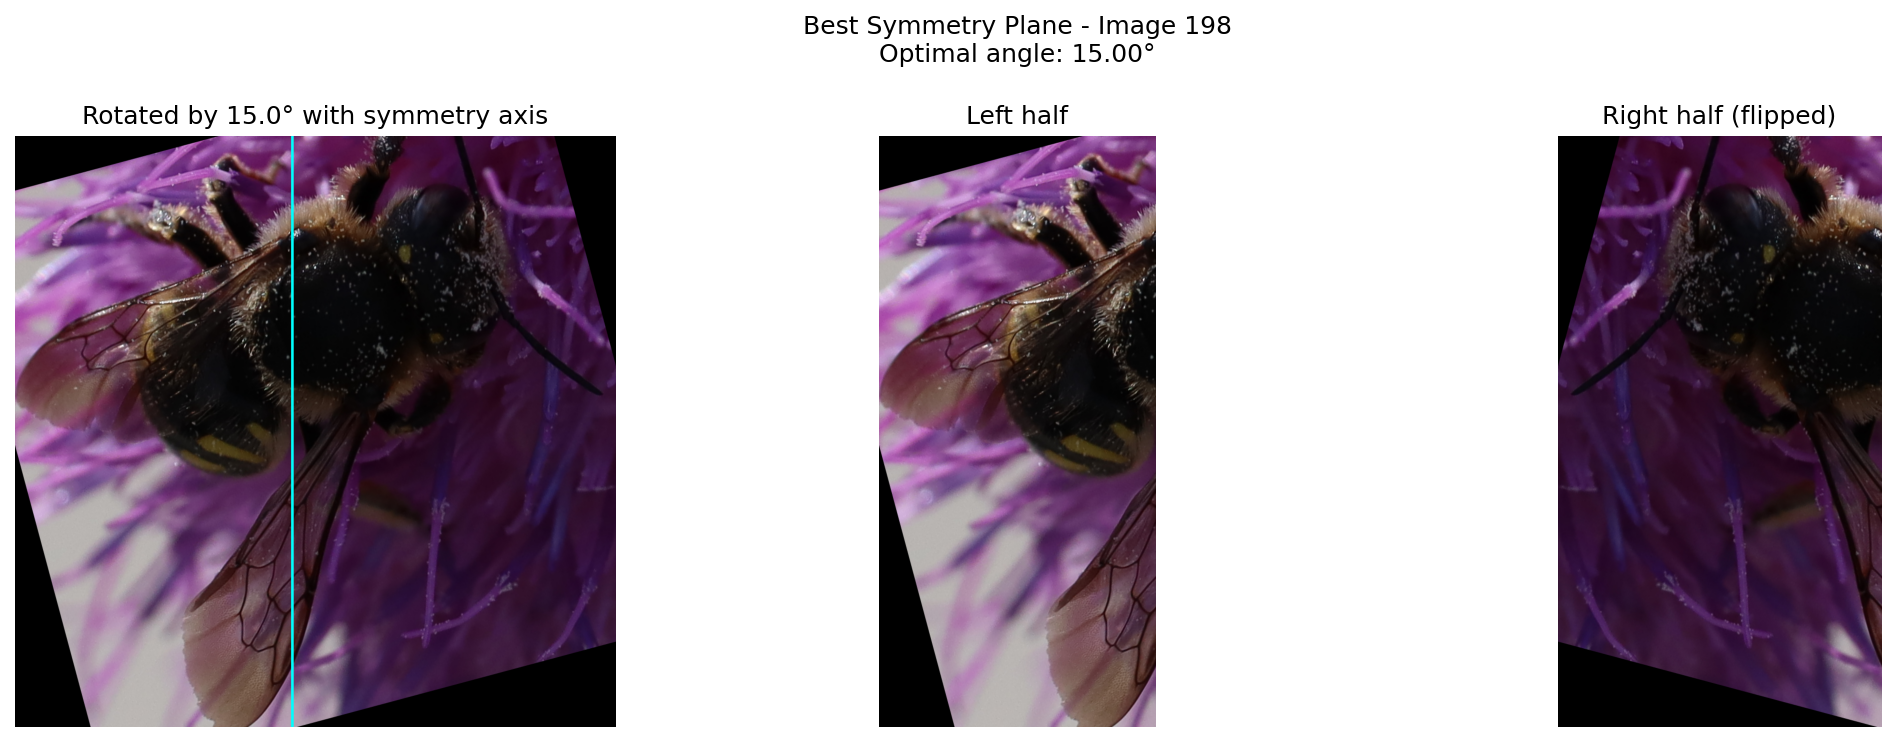 Best Symmetry Plane - Image 198
Optimal angle: 15.00°
Rotated by 15.0° with symmetry axis
Left half
Right half (flipped)